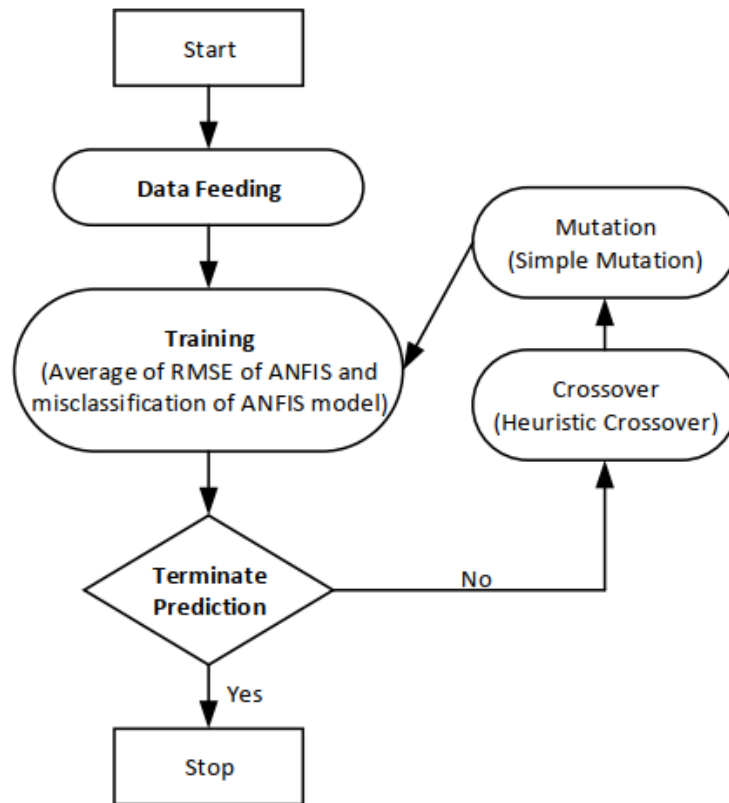 Start
Data Feeding
Training
(Average of RMSE of ANFIS and
misclassification of ANFIS model)
Mutation
(Simple Mutation)
Crossover
(Heuristic Crossover)
Terminate
Prediction
No
Yes
Stop